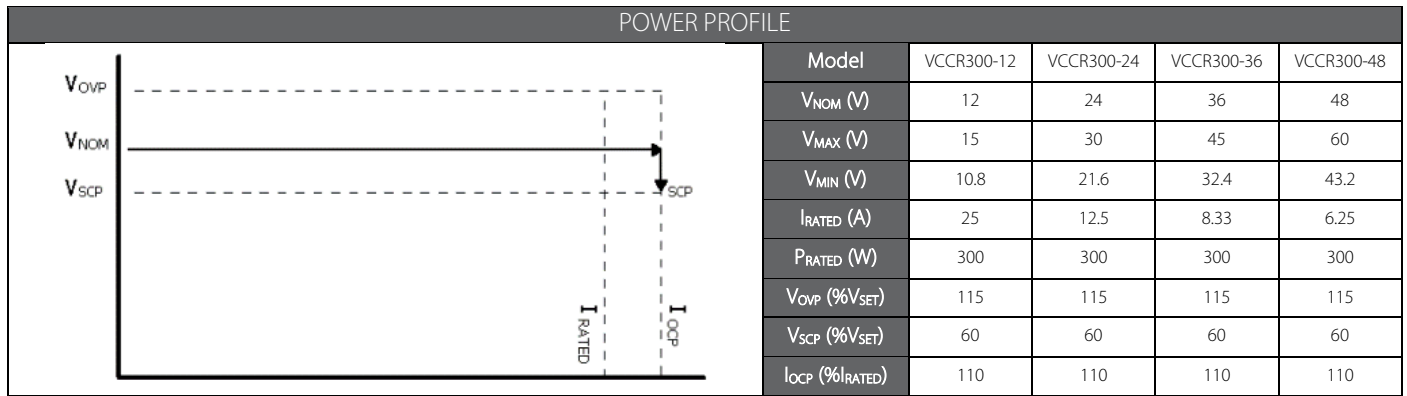 POWER PROFILE
VOVP
VNOM
VSCP
SCP
I RATED
I OCP
Model VCCR300-12 VCCR300-24 VCCR300-36 VCCR300-48
VNOM (V) 12 24 36 48
VMAX (V) 15 30 45 60
VMIN (V) 10.8 21.6 32.4 43.2
IRATED (A) 25 12.5 8.33 6.25
PRATED (W) 300 300 300 300
VOVP (%VSET) 115 115 115 115
VSCP (%VSET) 60 60 60 60
IOCP (%IRATED) 110 110 110 110